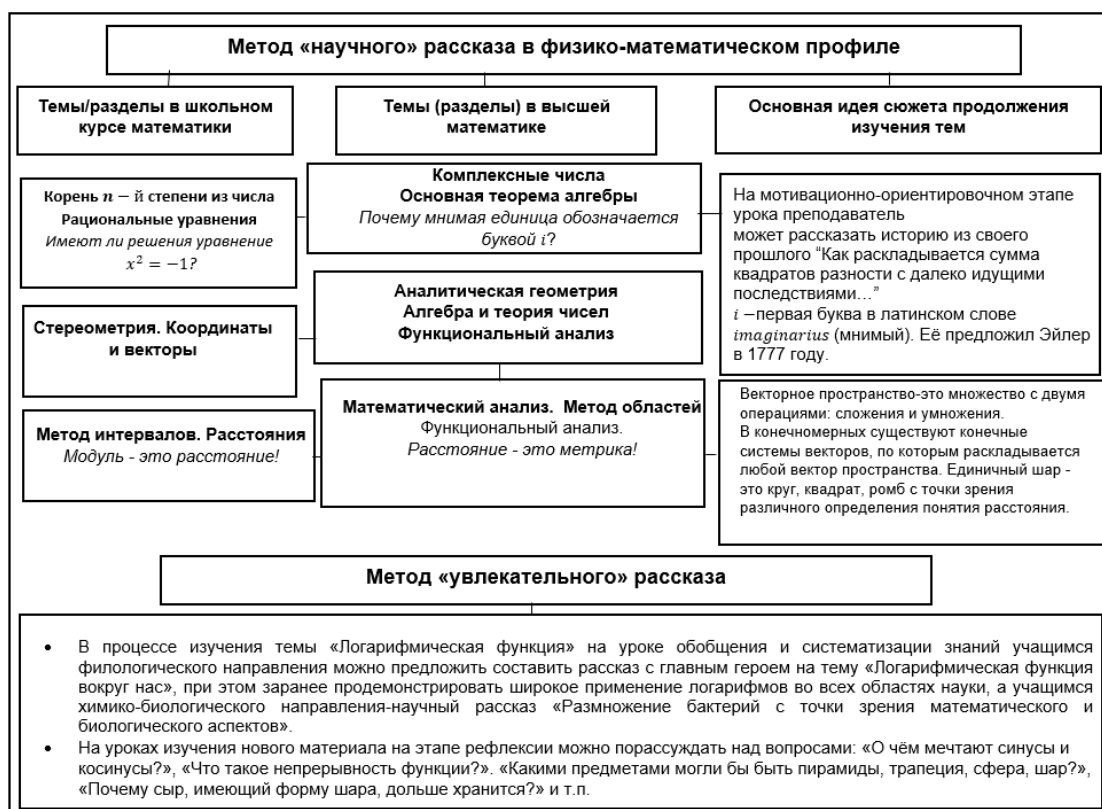 Метод «научного» рассказа в физико-математическом профиле
Темы/разделы в школьном
курсе математики
Темы (разделы) в высшей
математике
Основная идея сюжета продолжения
изучения тем
Корень n – й степени из числа
Рациональные уравнения
Имеют ли решения уравнение
x² = −1?
Комплексные числа
Основная теорема алгебры
Почему мнимая единица обозначается
буквой i?
На мотивационно-ориентировочном этапе
урока преподаватель
может рассказать историю из своего
прошлого “Как раскладывается сумма
квадратов разности с далеко идущими
последствиями…”
i –первая буква в латинском слове
imaginarius (мнимый). Её предложил Эйлер
в 1777 году.
Стереометрия. Координаты
и векторы
Аналитическая геометрия
Алгебра и теория чисел
Функциональный анализ
Метод интервалов. Расстояния
Модуль - это расстояние!
Математический анализ. Метод областей
Функциональный анализ.
Расстояние - это метрика!
Векторное пространство-это множество с двумя
операциями: сложения и умножения.
В конечномерных существуют конечные
системы векторов, по которым раскладывается
любой вектор пространства. Единичный шар -
это круг, квадрат, ромб с точки зрения
различного определения понятия расстояния.
Метод «увлекательного» рассказа
• В процессе изучения темы «Логарифмическая функция» на уроке обобщения и систематизации знаний учащимся
филологического направления можно предложить составить рассказ с главным героем на тему «Логарифмическая функция
вокруг нас», при этом заранее продемонстрировать широкое применение логарифмов во всех областях науки, а учащимся
химико-биологического направления-научный рассказ «Размножение бактерий с точки зрения математического и
биологического аспектов».
• На уроках изучения нового материала на этапе рефлексии можно порассуждать над вопросами: «О чём мечтают синусы и
косинусы?», «Что такое непрерывность функции?». «Какими предметами могли бы быть пирамиды, трапеция, сфера, шар?»,
«Почему сыр, имеющий форму шара, дольше хранится?» и т.п.